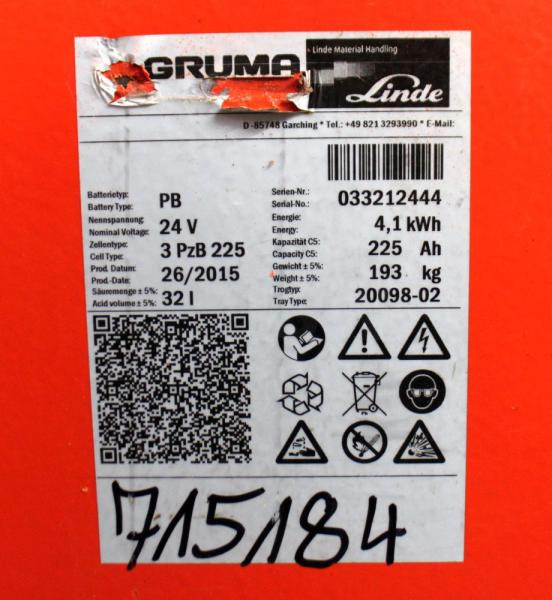 GRUMA
Linde Material Handling
Linde
D-85748 Garching * Tel.: +49 821 3293990 * E-Mail:
Batterietyp:
Battery Type: PB
Nennspannung:
Nominal Voltage: 24 V
Zellentype:
Cell Type: 3 PzB 225
Prod. Datum:
Prod.-Date: 26/2015
Säuremenge ± 5%:
Acid volume ± 5%: 32 l
Serien-Nr.:
Serial-No.: 033212444
Energie:
Energy: 4,1 kWh
Kapazität C5:
Capacity C5: 225 Ah
Gewicht ± 5%:
Weight ± 5%: 193 kg
Trogtyp:
Tray Type: 20098-02
715184